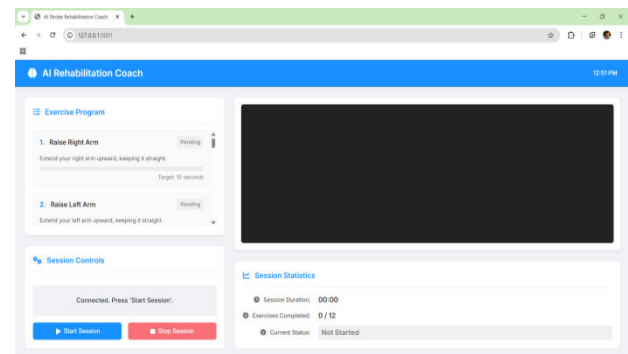 AI Stroke Rehabilitation Coach
127.0.0.1:5001
AI Rehabilitation Coach
12:51 PM
Exercise Program
1. Raise Right Arm
Pending
Extend your right arm upward, keeping it straight.
Target: 10 seconds
2. Raise Left Arm
Pending
Extend your left arm upward, keeping it straight.
Session Controls
Connected. Press 'Start Session'.
Start Session
Stop Session
Session Statistics
Session Duration: 00:00
Exercises Completed: 0 / 12
Current Status: Not Started